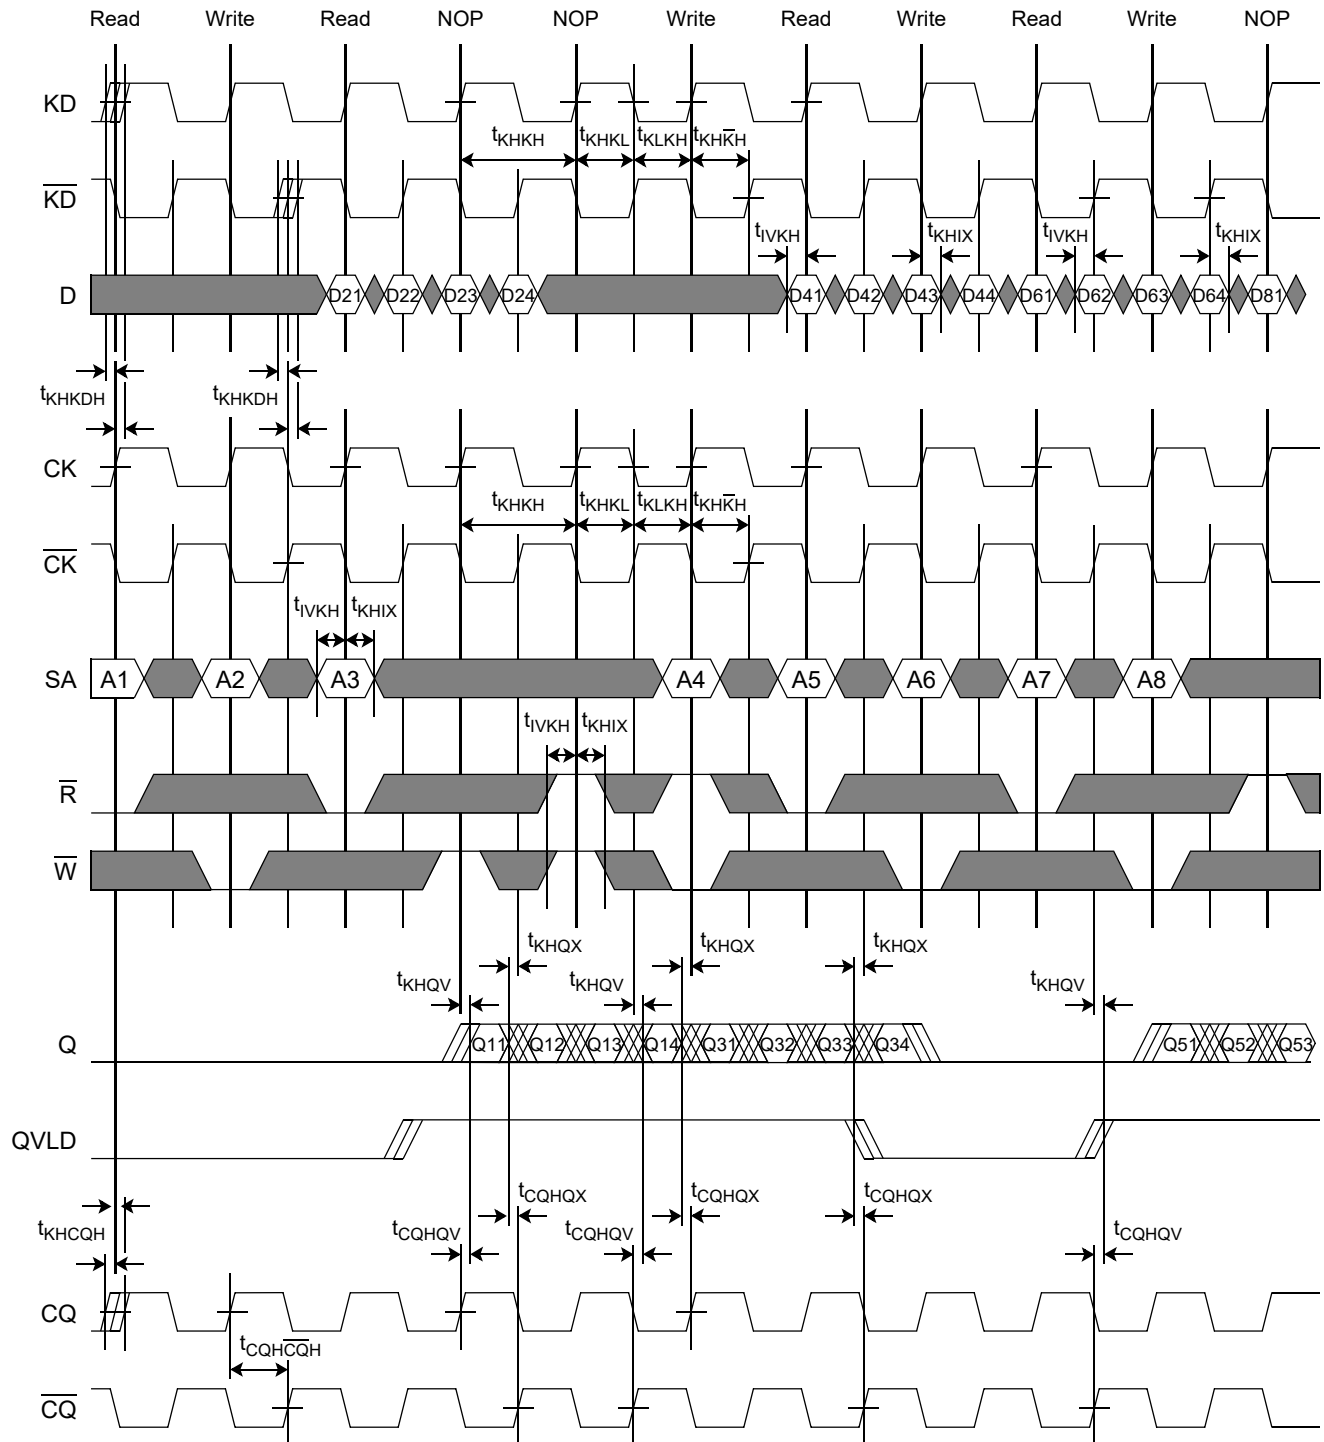 Read Write Read NOP NOP Write Read Write Read Write NOP
KD
tKHKH tKHKL tKLKH tKHK̅H
K̅D̅
tIVKH tKHIX tIVKH tKHIX
D D21 D22 D23 D24 D41 D42 D43 D44 D61 D62 D63 D64 D81
tKHKDH tKHKDH
CK
tKHKH tKHKL tKLKH tKHK̅H
C̅K̅
tIVKH tKHIX
SA A1 A2 A3 A4 A5 A6 A7 A8
tIVKH tKHIX
R̅
W̅
tKHQX tKHQX tKHQX
tKHQV tKHQV tKHQV
Q Q11 Q12 Q13 Q14 Q31 Q32 Q33 Q34 Q51 Q52 Q53
QVLD
tCQHQX tCQHQX tCQHQX
tKHCQH tCQHQV tCQHQV tCQHQV
CQ
tCQHC̅Q̅H
C̅Q̅